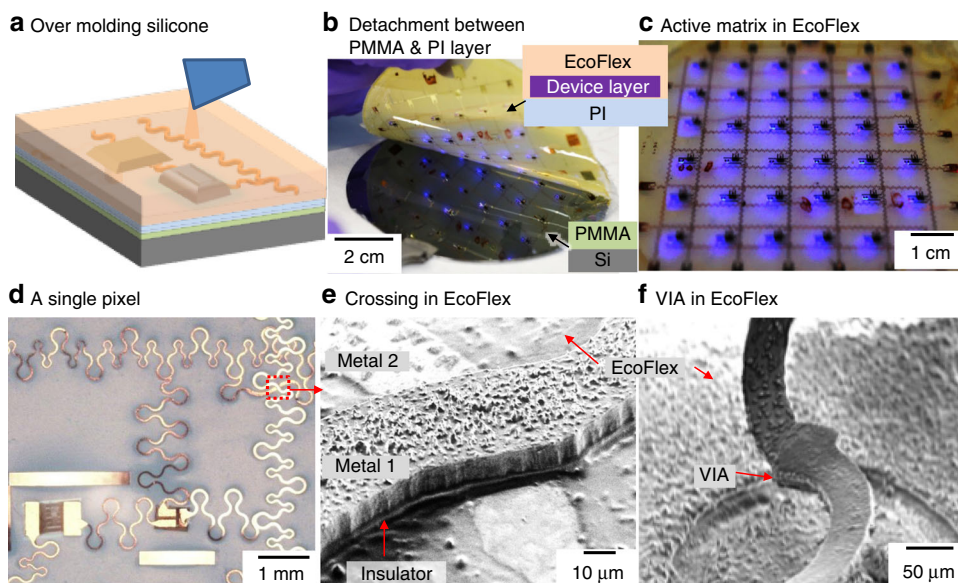 a Over molding silicone
b Detachment between
PMMA & PI layer
EcoFlex
Device layer
PI
PMMA
Si
2 cm
c Active matrix in EcoFlex
1 cm
d A single pixel
1 mm
e Crossing in EcoFlex
Metal 2
EcoFlex
Metal 1
Insulator
10 μm
f VIA in EcoFlex
VIA
50 μm